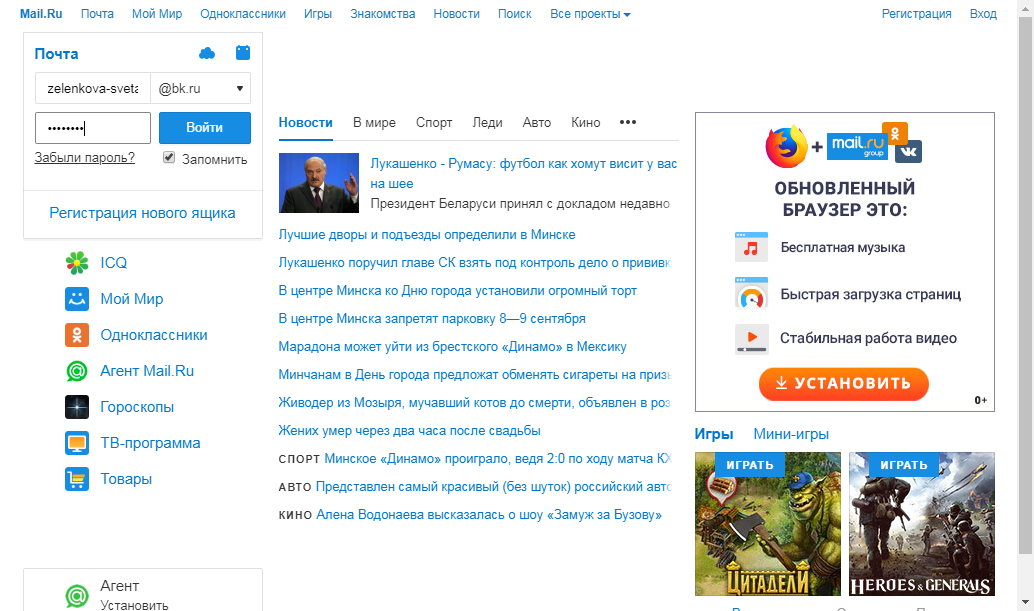 Mail.Ru Почта Мой Мир Одноклассники Игры Знакомства Новости Поиск Все проекты Регистрация Вход
Почта
zelenkova-sveta @bk.ru
•••••••• Войти
Забыли пароль? Запомнить
Регистрация нового ящика
ICQ
Мой Мир
Одноклассники
Агент Mail.Ru
Гороскопы
ТВ-программа
Товары
Агент
Установить
Новости В мире Спорт Леди Авто Кино •••
Лукашенко - Румасу: футбол как хомут висит у вас
на шее
Президент Беларуси принял с докладом недавно
Лучшие дворы и подъезды определили в Минске
Лукашенко поручил главе СК взять под контроль дело о прививк
В центре Минска ко Дню города установили огромный торт
В центре Минска запретят парковку 8—9 сентября
Марадона может уйти из брестского «Динамо» в Мексику
Минчанам в День города предложат обменять сигареты на призы
Живодер из Мозыря, мучавший котов до смерти, объявлен в роз
Жених умер через два часа после свадьбы
СПОРТ Минское «Динамо» проиграло, ведя 2:0 по ходу матча КХ
АВТО Представлен самый красивый (без шуток) российский авто
КИНО Алена Водонаева высказалась о шоу «Замуж за Бузову»
+ mail.ru
group
ОБНОВЛЕННЫЙ
БРАУЗЕР ЭТО:
Бесплатная музыка
Быстрая загрузка страниц
Стабильная работа видео
УСТАНОВИТЬ
0+
Игры Мини-игры
ИГРАТЬ ИГРАТЬ
ЦИТАДЕЛИ HEROES & GENERALS